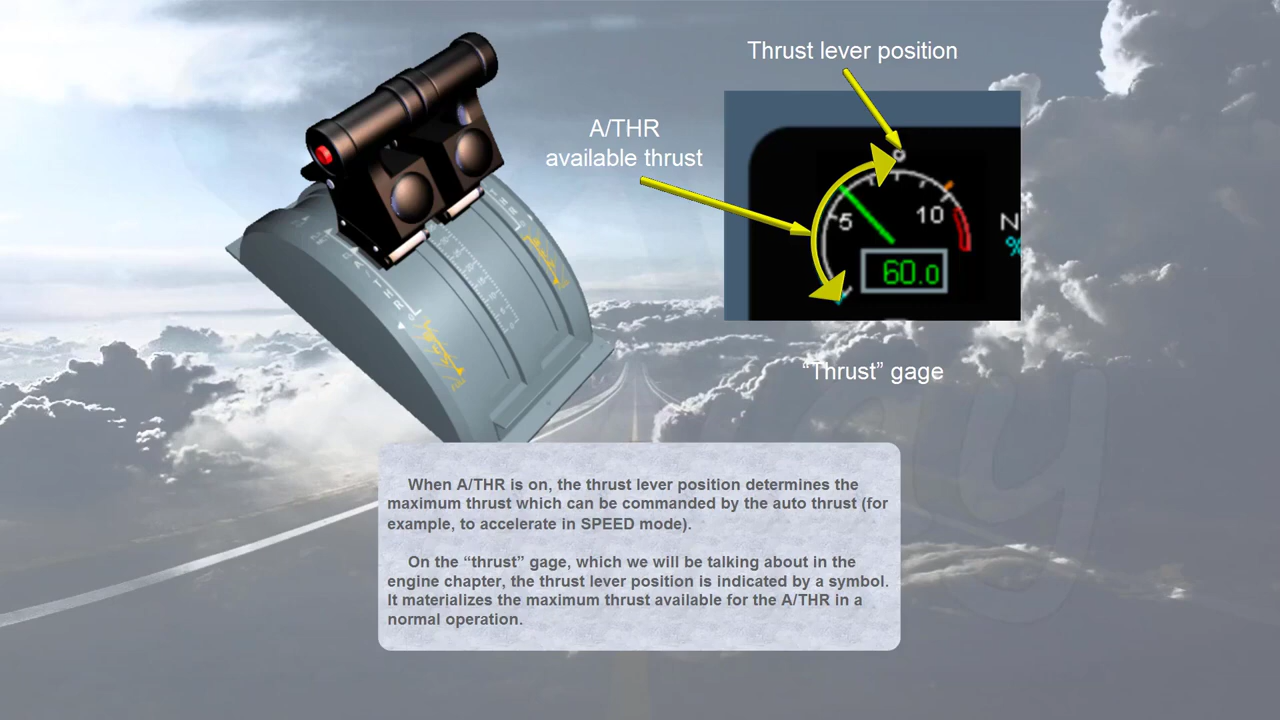 Thrust lever position
A/THR
available thrust
5
10
N
%
60.0
"Thrust" gage
A/THR
When A/THR is on, the thrust lever position determines the
maximum thrust which can be commanded by the auto thrust (for
example, to accelerate in SPEED mode).
On the “thrust” gage, which we will be talking about in the
engine chapter, the thrust lever position is indicated by a symbol.
It materializes the maximum thrust available for the A/THR in a
normal operation.